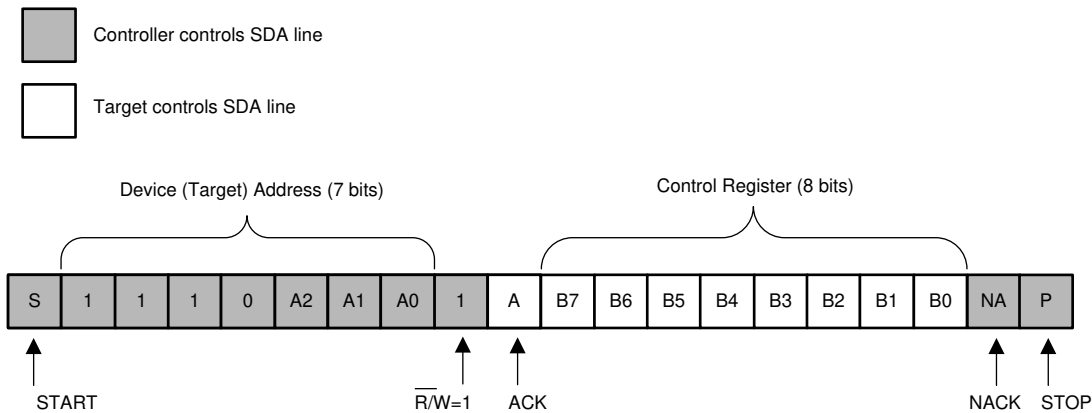 Controller controls SDA line
Target controls SDA line
Device (Target) Address (7 bits)
Control Register (8 bits)
S 1 1 1 0 A2 A1 A0 1 A B7 B6 B5 B4 B3 B2 B1 B0 NA P
START R/W=1 ACK NACK STOP